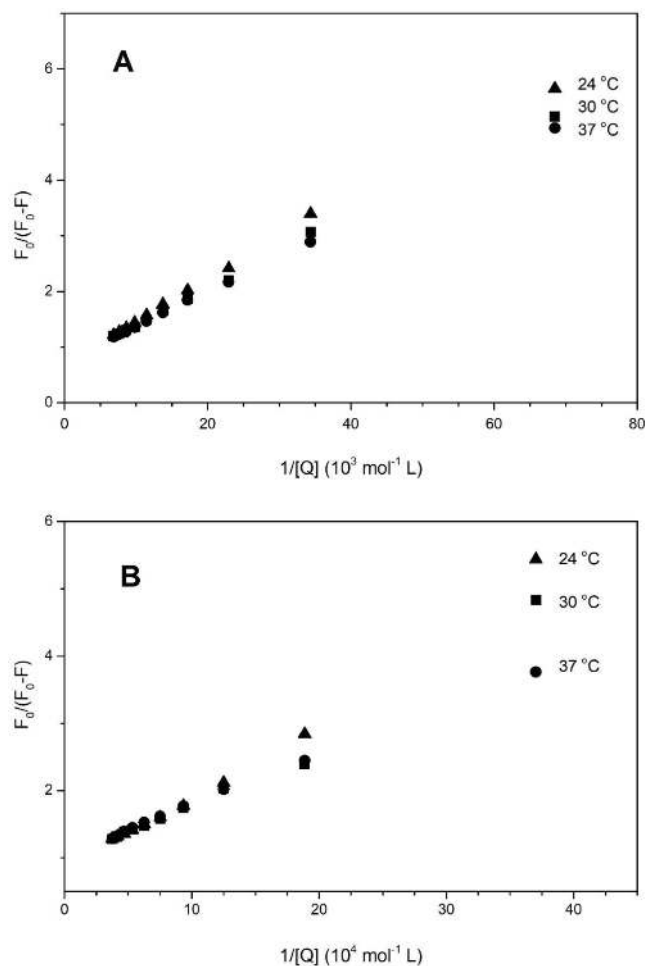 A
6
4
2
0
24 °C
30 °C
37 °C
F₀/(F₀-F)
0 20 40 60 80
1/[Q] (10³ mol⁻¹ L)
B
6
4
2
24 °C
30 °C
37 °C
F₀/(F₀-F)
0 10 20 30 40
1/[Q] (10⁴ mol⁻¹ L)